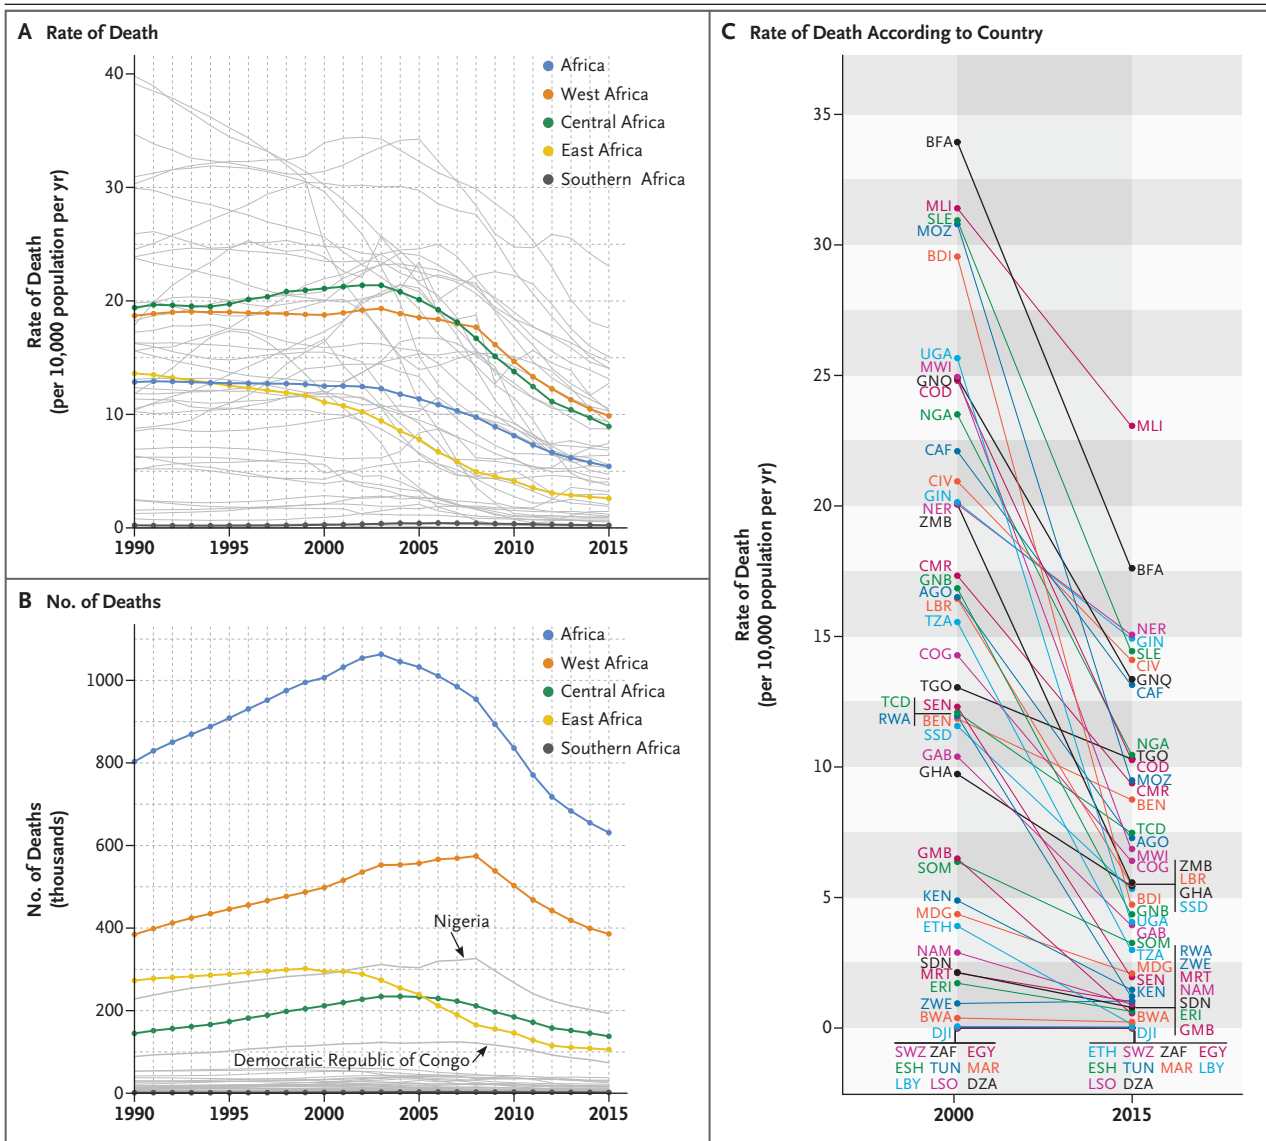 A Rate of Death
Rate of Death
(per 10,000 population per yr)
40
30
20
10
0
1990 1995 2000 2005 2010 2015
Africa
West Africa
Central Africa
East Africa
Southern Africa
B No. of Deaths
No. of Deaths
(thousands)
1000
800
600
400
200
0
1990 1995 2000 2005 2010 2015
Africa
West Africa
Central Africa
East Africa
Southern Africa
Nigeria
Democratic Republic of Congo
C Rate of Death According to Country
Rate of Death
(per 10,000 population per yr)
35
30
25
20
15
10
5
0
BFA
MLI
SLE
MOZ
BDI
UGA
MWI
GNQ
COD
NGA
CAF
CIV
GIN
NER
ZMB
CMR
GNB
AGO
LBR
TZA
COG
TGO
TCD
SEN
RWA
BEN
SSD
GAB
GHA
GMB
SOM
KEN
MDG
ETH
NAM
SDN
MRT
ERI
ZWE
BWA
DJI
SWZ ZAF EGY
ESH TUN MAR
LBY LSO DZA
MLI
BFA
NER
GIN
SLE
CIV
GNQ
CAF
NGA
TGO
COD
MOZ
CMR
BEN
TCD
AGO
MWI
COG
ZMB
LBR
GHA
SSD
BDI
GNB
UGA
GAB
SOM
TZA
MDG
SEN
KEN
RWA
ZWE
MRT
NAM
SDN
ERI
GMB
BWA
DJI
ETH SWZ ZAF EGY
ESH TUN MAR LBY
LSO DZA
2000 2015